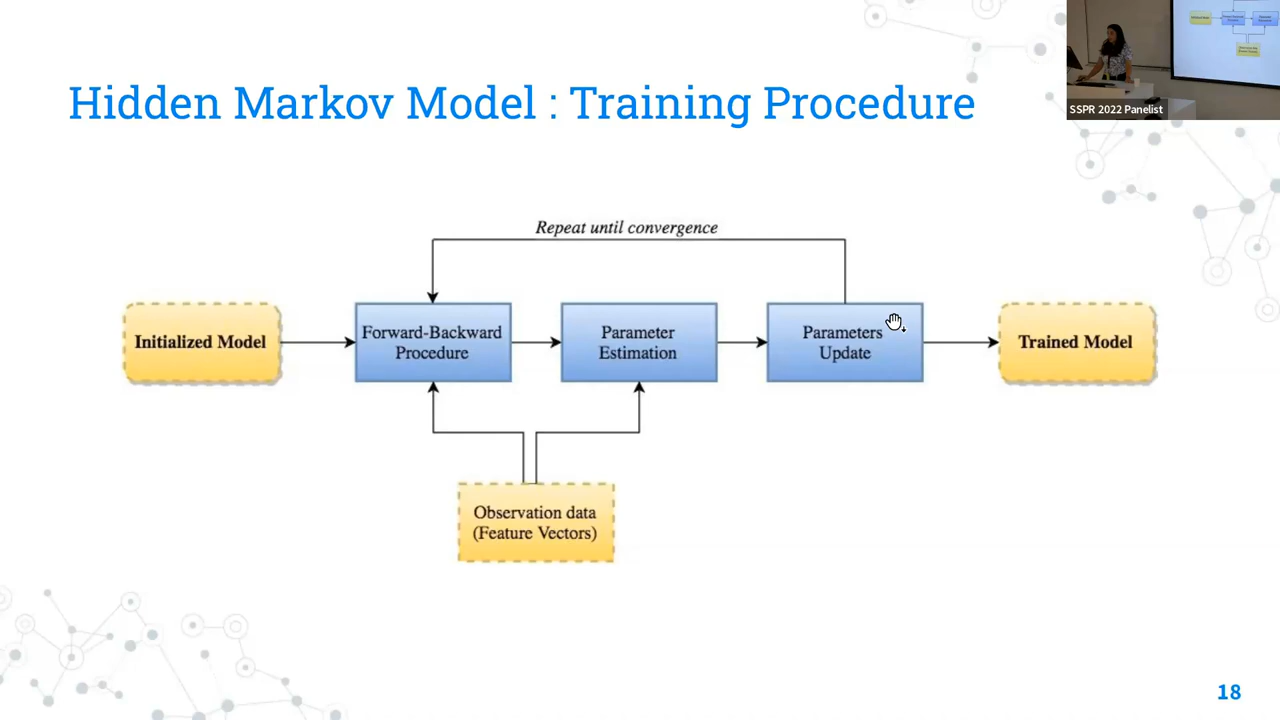 Hidden Markov Model : Training Procedure
SSPR 2022 Panelist
Repeat until convergence
Initialized Model
Forward-Backward
Procedure
Parameter
Estimation
Parameters
Update
Trained Model
Observation data
(Feature Vectors)
18